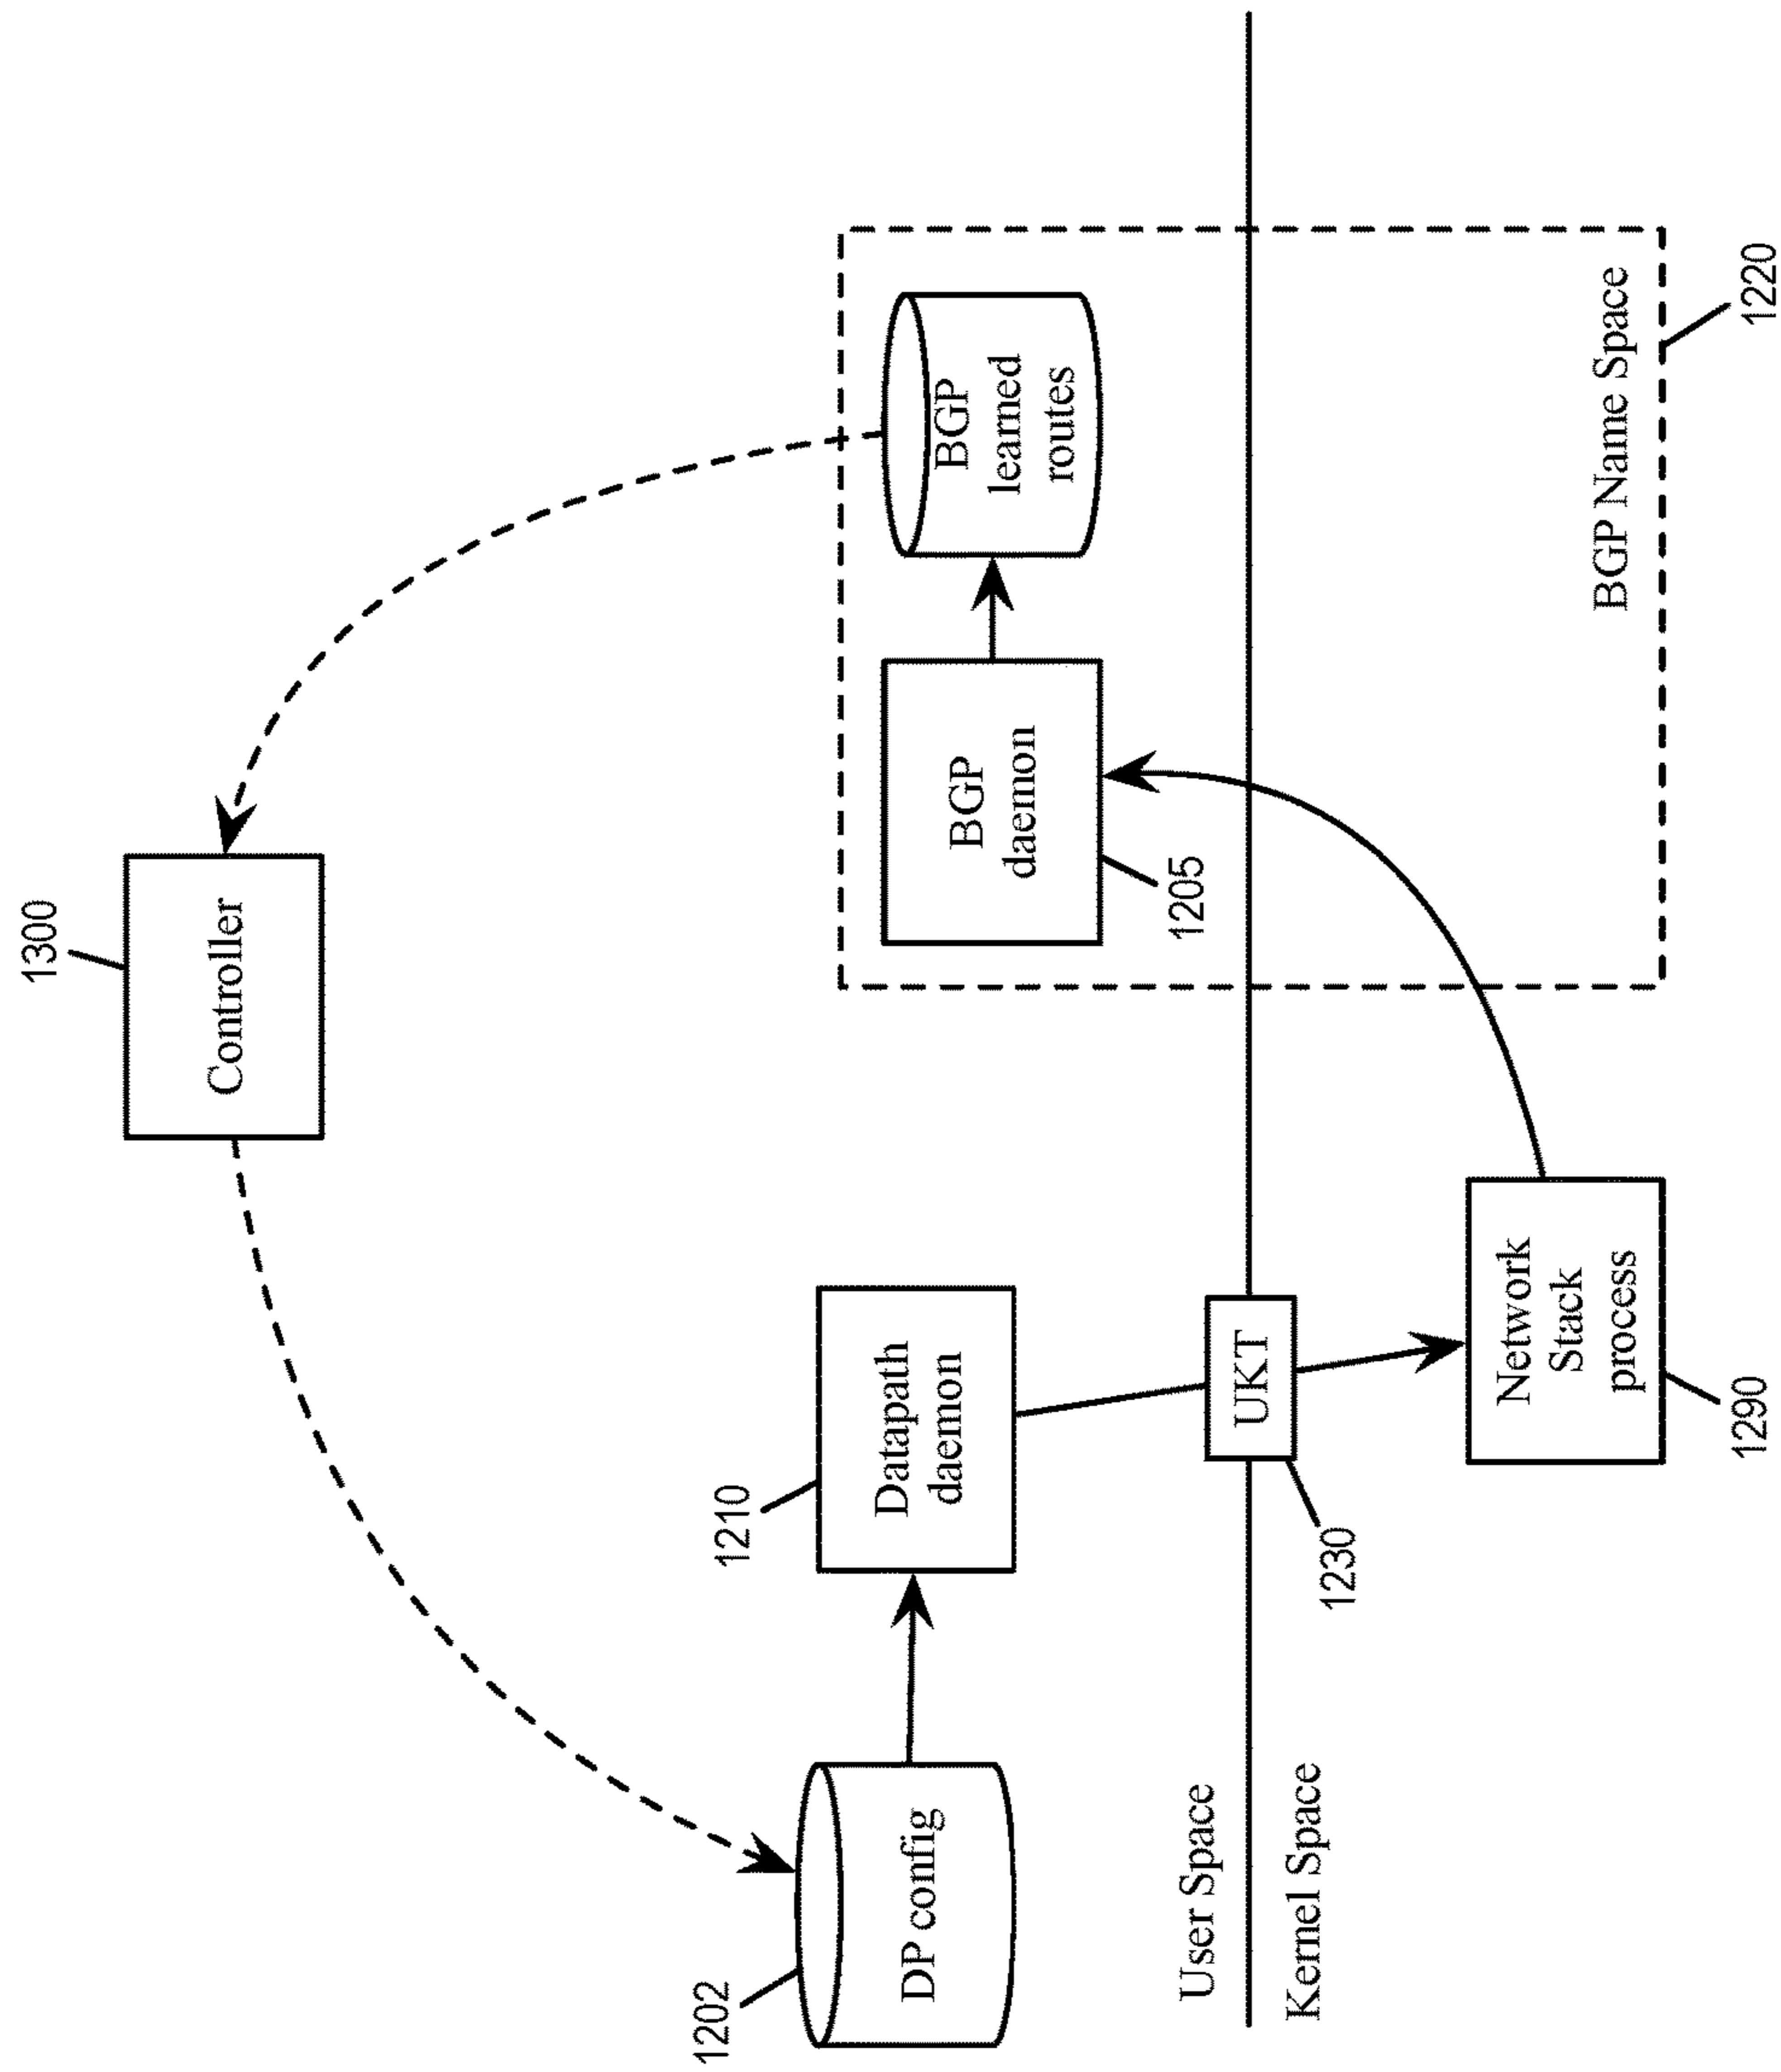 1300
Controller
1202
DP config
1210
Datapath
daemon
BGP
daemon
1205
BGP
learned
routes
User Space
Kernel Space
UKT
1230
Network
Stack
process
1290
BGP Name Space
1220